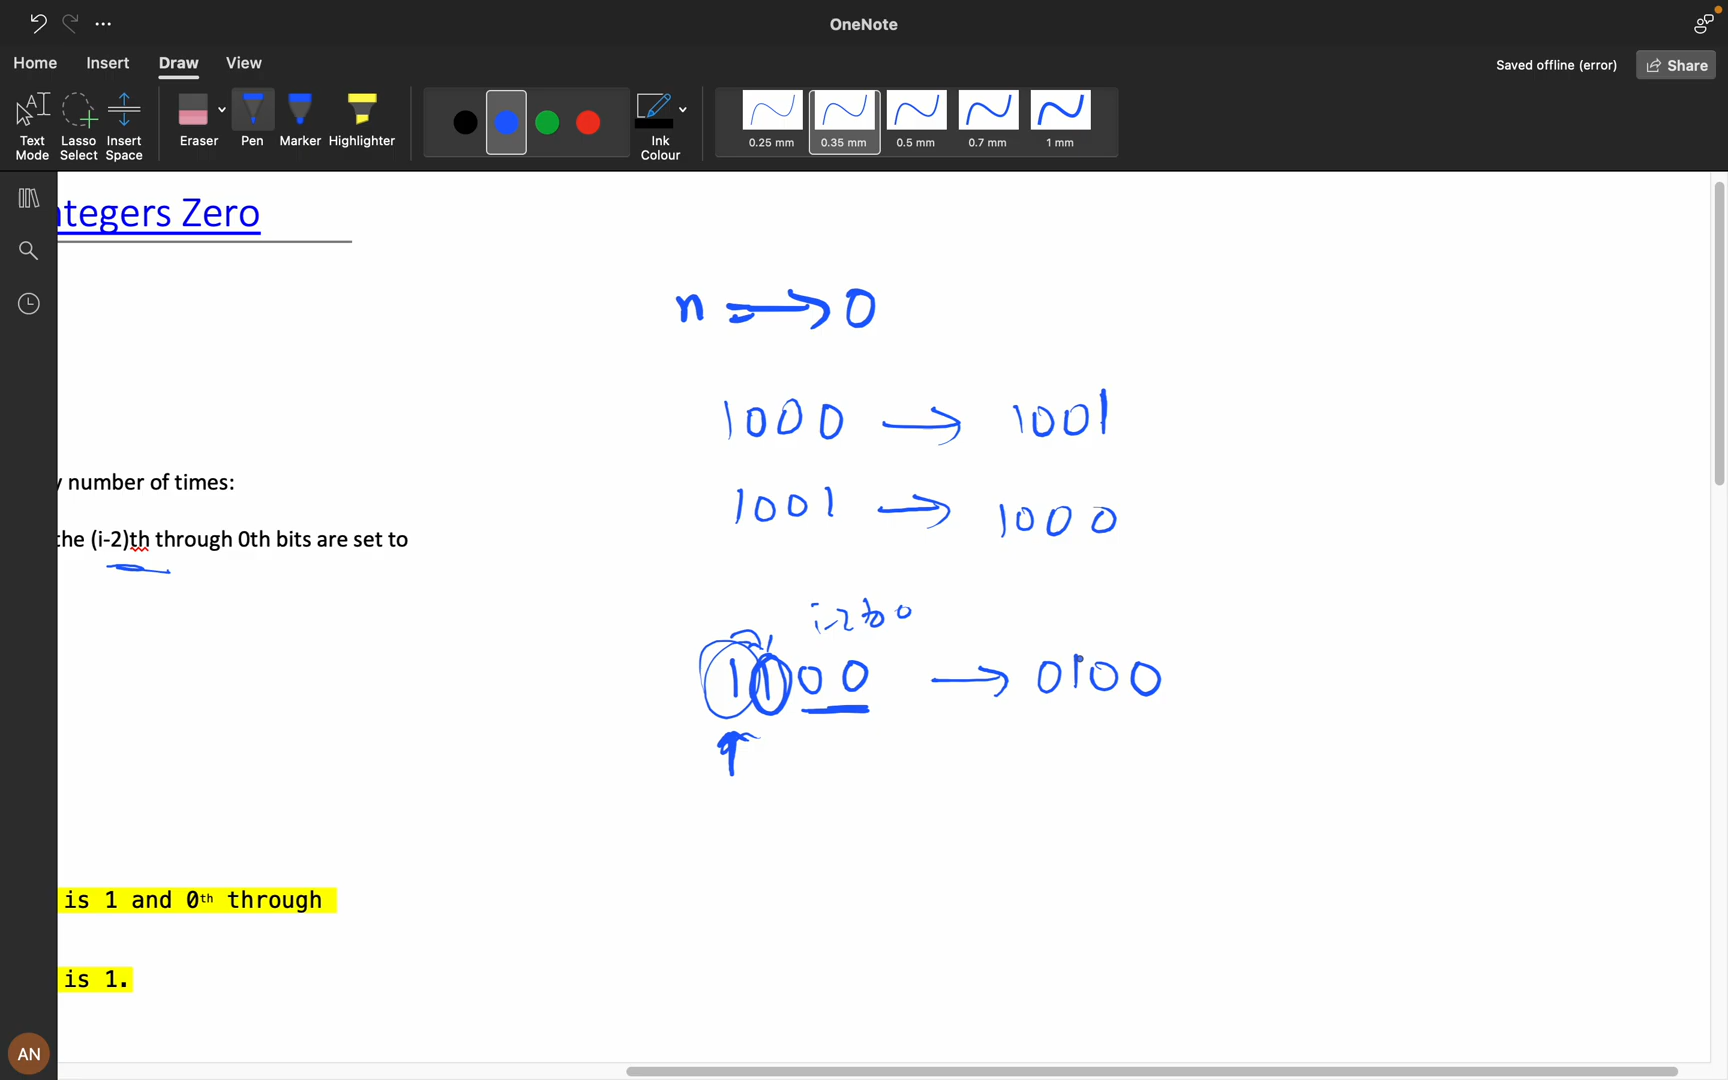 OneNote
Home Insert Draw View
Saved offline (error) Share
Text Mode
Lasso Select
Insert Space
Eraser
Pen
Marker
Highlighter
Ink Colour
0.25 mm 0.35 mm 0.5 mm 0.7 mm 1 mm
ntegers Zero
n → 0
1000 → 1001
y number of times:
1001 → 1000
the (i-2)th through 0th bits are set to
i-2 to 0
1100 → 0100
is 1 and 0th through
is 1.
AN